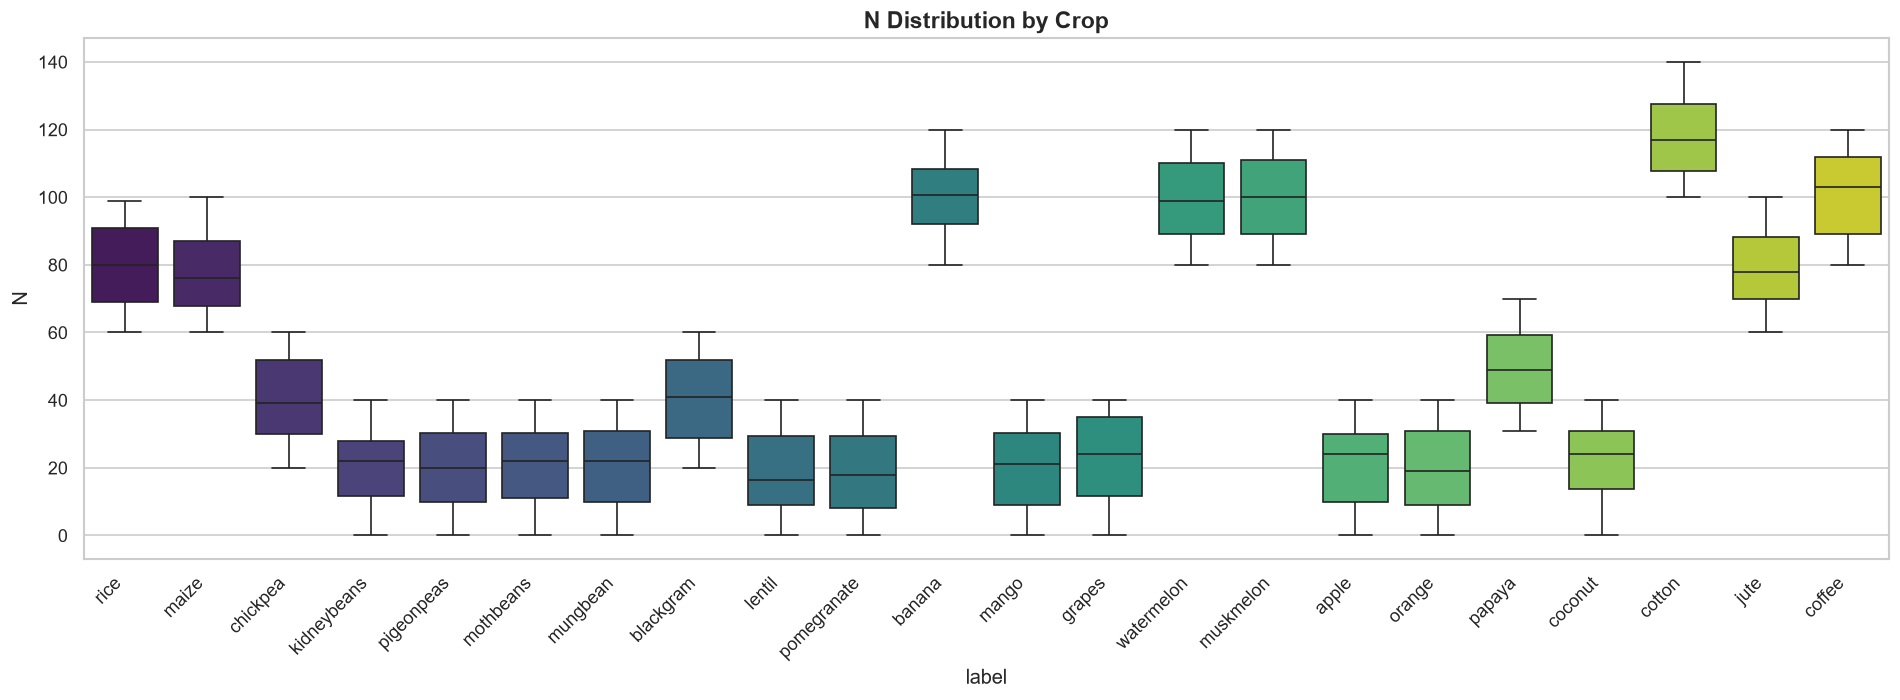 N Distribution by Crop
N
140
120
100
80
60
40
20
0
rice
maize
chickpea
kidneybeans
pigeonpeas
mothbeans
mungbean
blackgram
lentil
pomegranate
banana
mango
grapes
watermelon
muskmelon
apple
orange
papaya
coconut
cotton
jute
coffee
label